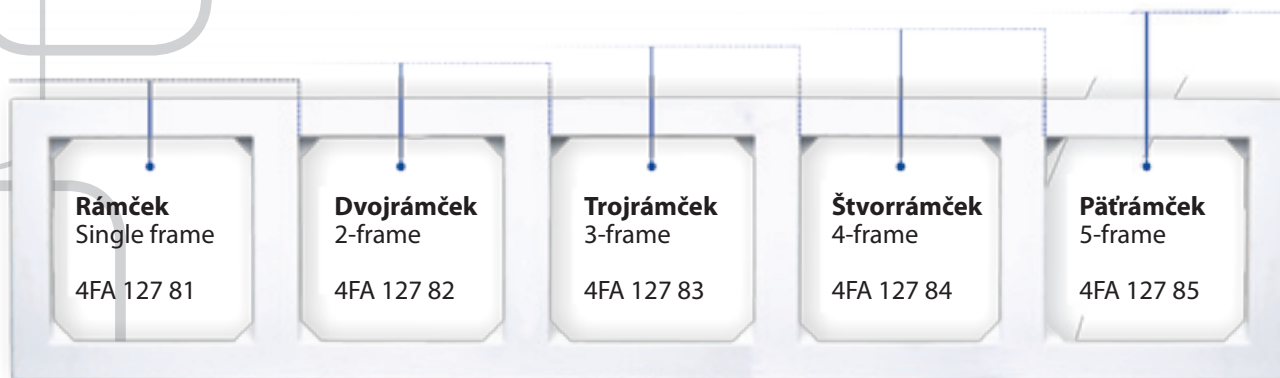 Rámček
Single frame
4FA 127 81
Dvojrámček
2-frame
4FA 127 82
Trojrámček
3-frame
4FA 127 83
Štvorrámček
4-frame
4FA 127 84
Päťrámček
5-frame
4FA 127 85